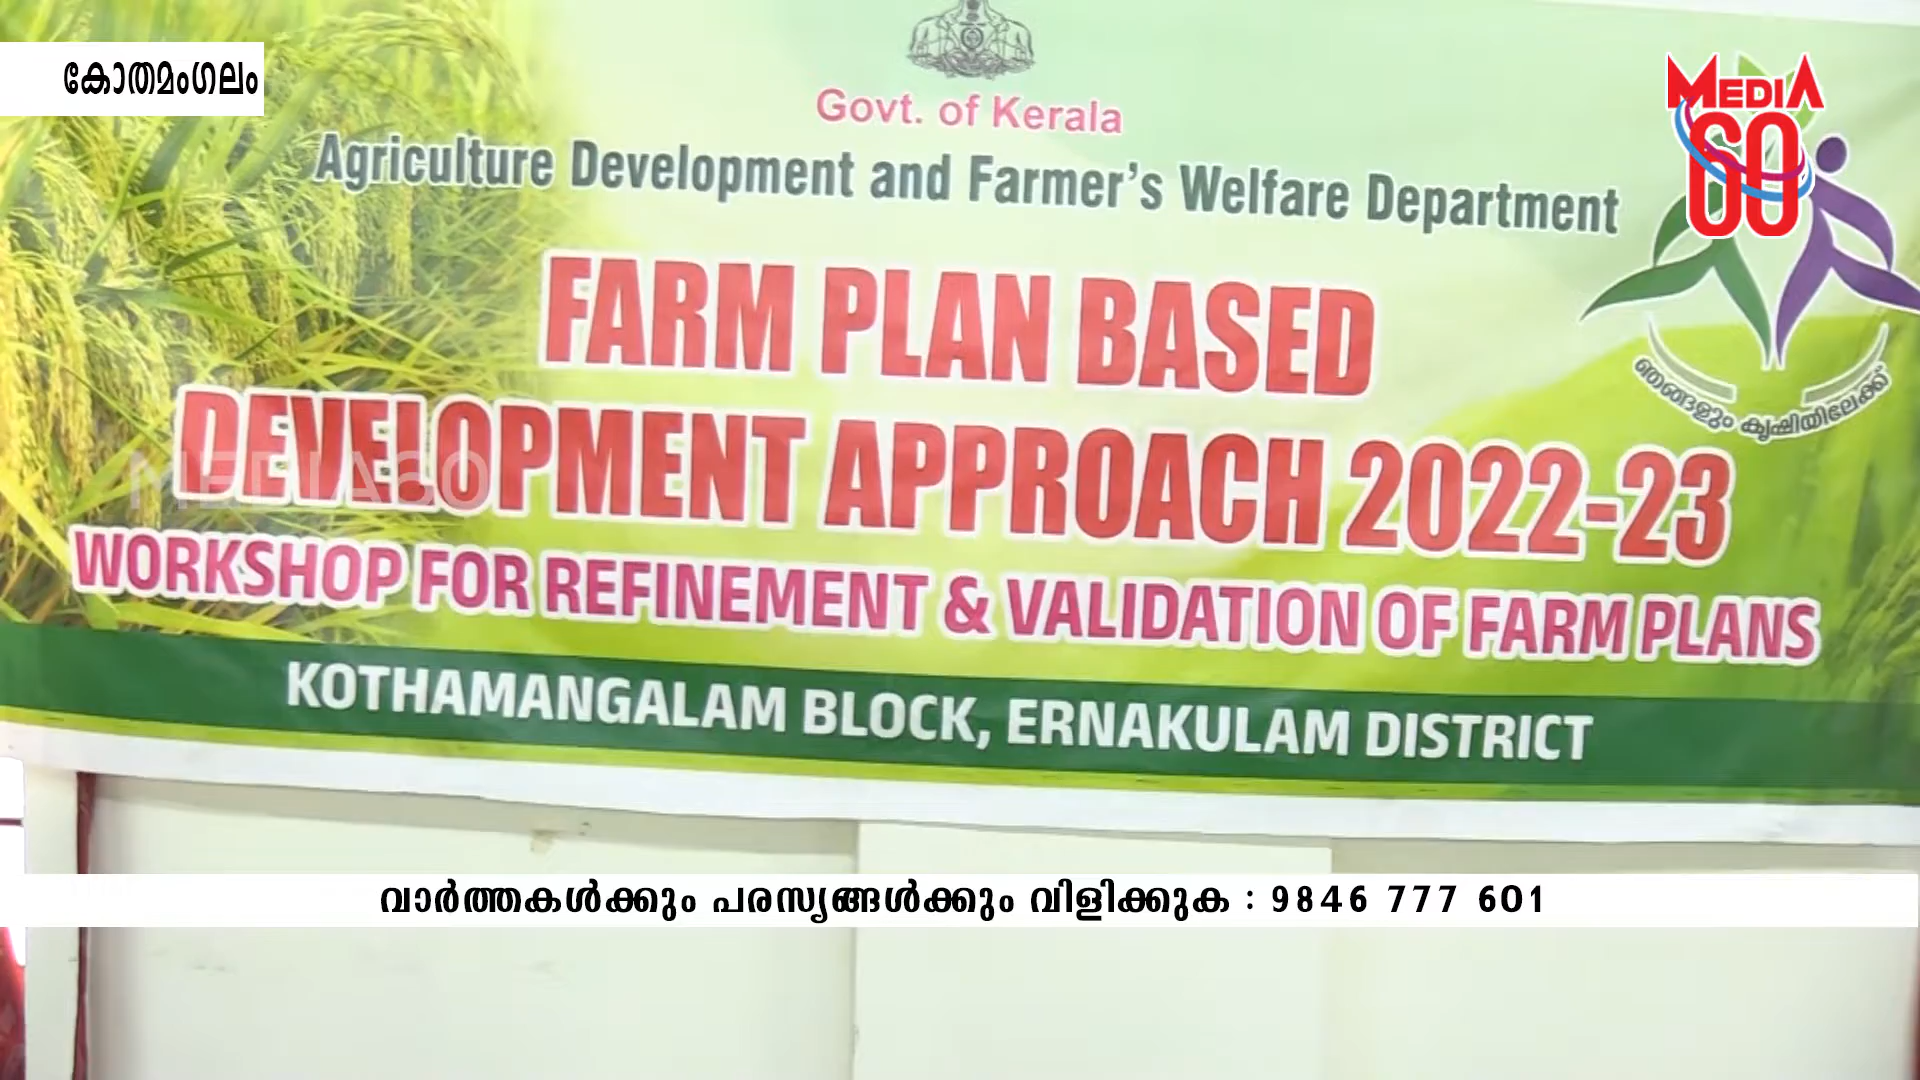 കോതമംഗലം
MEDIA
60
Govt. of Kerala
Agriculture Development and Farmer's Welfare Department
FARM PLAN BASED
DEVELOPMENT APPROACH 2022-23
ഞങ്ങളും കൃഷിയിലേക്ക്
MEDIA60
WORKSHOP FOR REFINEMENT & VALIDATION OF FARM PLANS
KOTHAMANGALAM BLOCK, ERNAKULAM DISTRICT
വാർത്തകൾക്കും പരസ്യങ്ങൾക്കും വിളിക്കുക : 9846 777 601